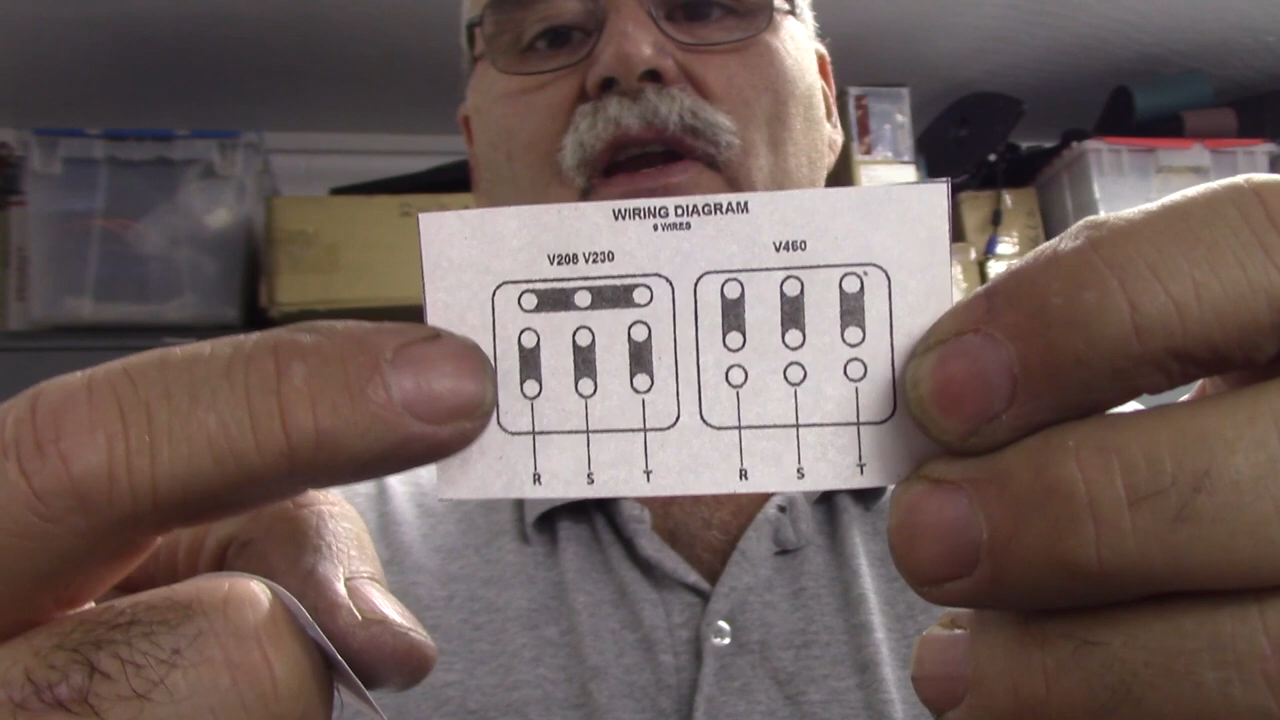 WIRING DIAGRAM
9 WIRES
V208 V230
V460
R S T
R S T